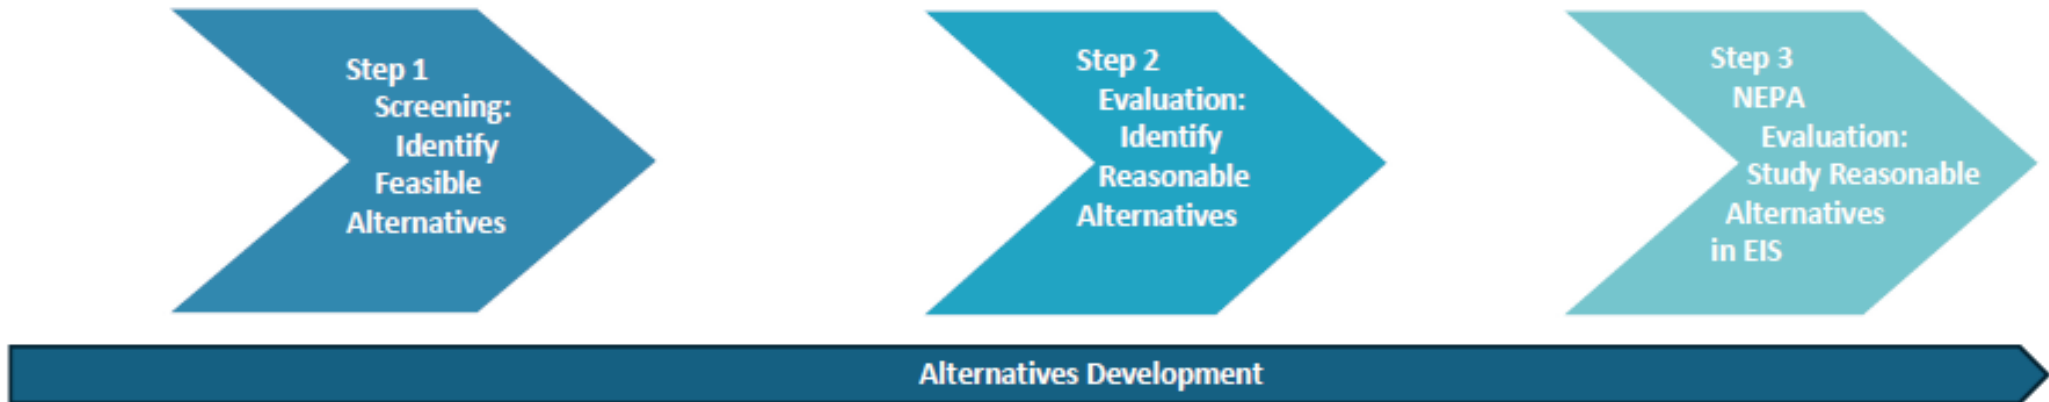 Step 1
Screening:
Identify
Feasible
Alternatives
Step 2
Evaluation:
Identify
Reasonable
Alternatives
Step 3
NEPA
Evaluation:
Study Reasonable
Alternatives
in EIS
Alternatives Development